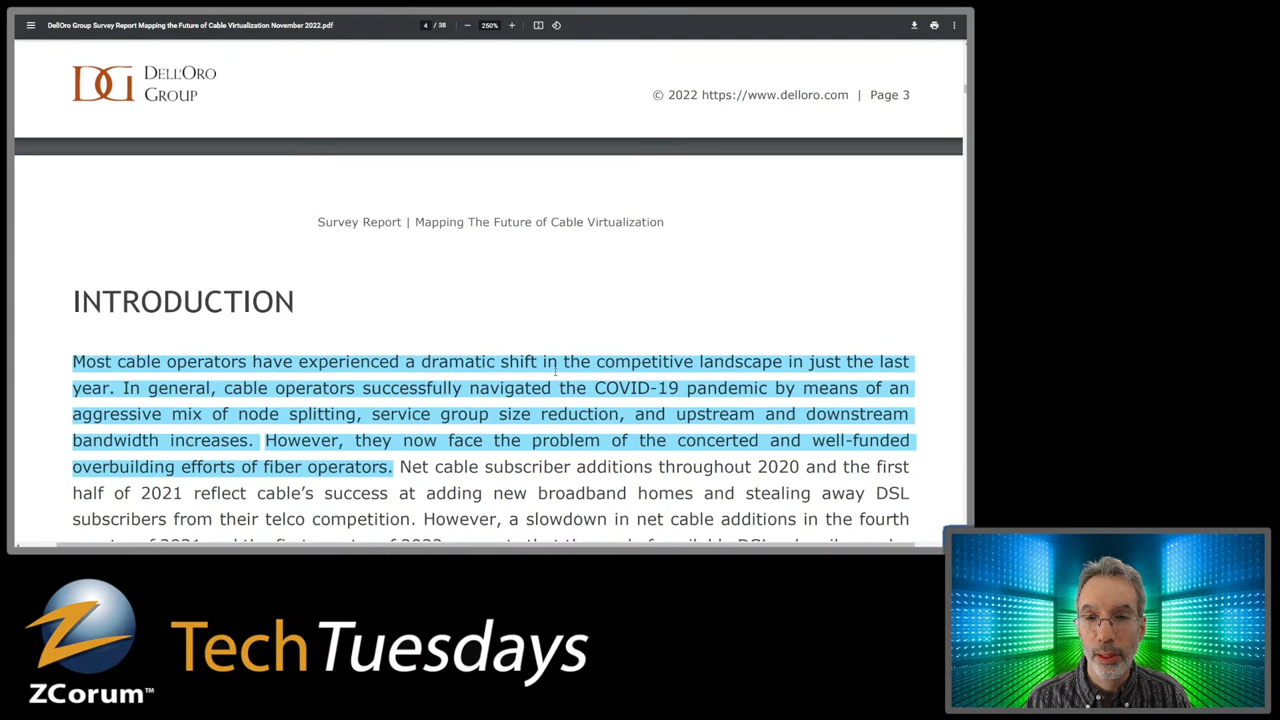 DellOro Group Survey Report Mapping the Future of Cable Virtualization November 2022.pdf
4 / 38
250%
DG DELL'ORO GROUP
© 2022 https://www.delloro.com | Page 3
Survey Report | Mapping The Future of Cable Virtualization
INTRODUCTION
Most cable operators have experienced a dramatic shift in the competitive landscape in just the last
year. In general, cable operators successfully navigated the COVID-19 pandemic by means of an
aggressive mix of node splitting, service group size reduction, and upstream and downstream
bandwidth increases. However, they now face the problem of the concerted and well-funded
overbuilding efforts of fiber operators. Net cable subscriber additions throughout 2020 and the first
half of 2021 reflect cable's success at adding new broadband homes and stealing away DSL
subscribers from their telco competition. However, a slowdown in net cable additions in the fourth
Z
ZCorum™
TechTuesdays